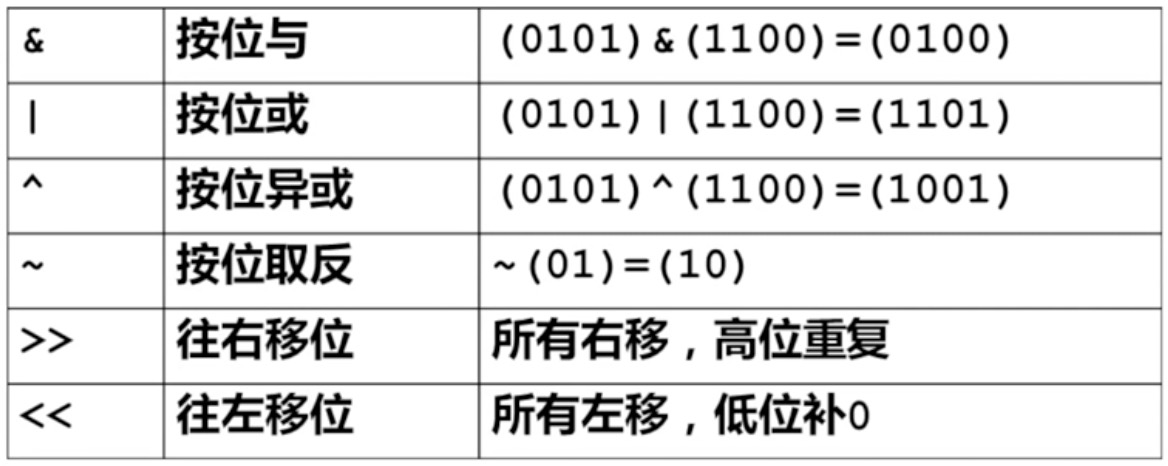 & 按位与 (0101)&(1100)=(0100)
| 按位或 (0101)|(1100)=(1101)
^ 按位异或 (0101)^(1100)=(1001)
~ 按位取反 ~(01)=(10)
>> 往右移位 所有右移，高位重复
<< 往左移位 所有左移，低位补0